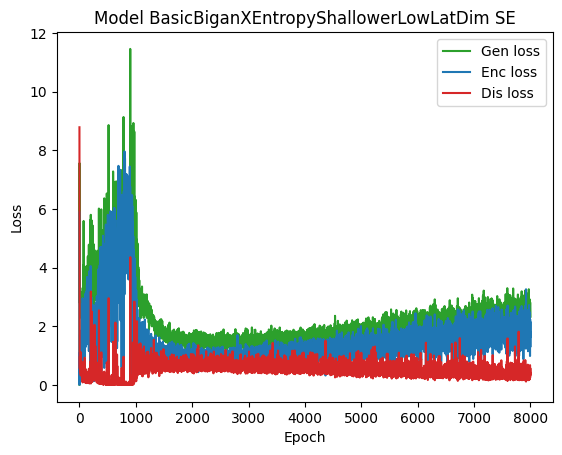 Model BasicBiganXEntropyShallowerLowLatDim SE
Gen loss
Enc loss
Dis loss
12
10
8
6
4
2
0
Loss
0 1000 2000 3000 4000 5000 6000 7000 8000
Epoch